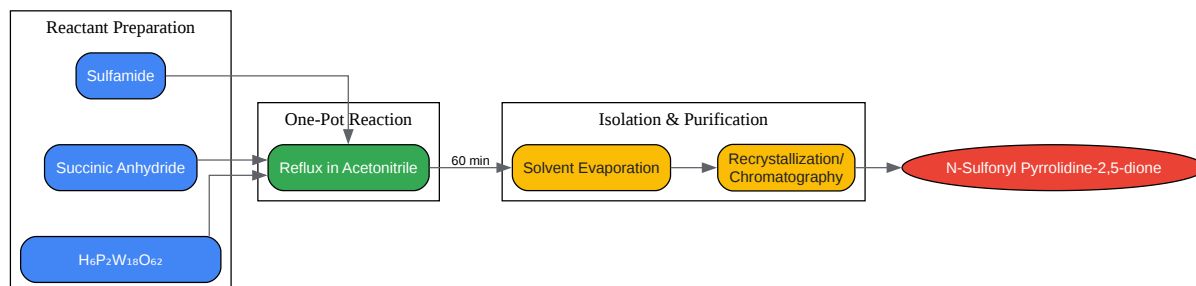 Reactant Preparation
Sulfamide
Succinic Anhydride
H₆P₂W₁₈O₆₂
One-Pot Reaction
Reflux in Acetonitrile
60 min
Isolation & Purification
Solvent Evaporation
Recrystallization/
Chromatography
N-Sulfonyl Pyrrolidine-2,5-dione